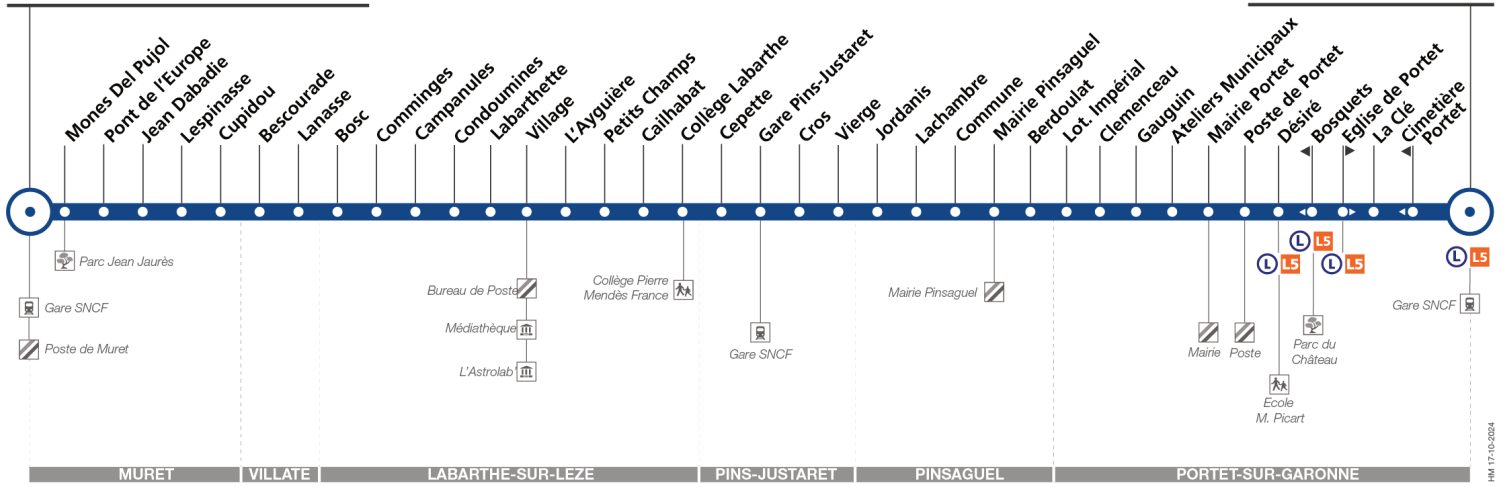 Mones Del Pujol
Pont de l'Europe
Jean Dabadie
Lespinasse
Cupidou
Bescourade
Lanasse
Bosc
Comminges
Campanules
Condoumines
Labarthette
Village
L'Ayguière
Petits Champs
Cailhabat
Collège Labarthe
Cepette
Gare Pins-Justaret
Cros
Vierge
Jordanis
Lachambre
Commune
Mairie Pinsaguel
Berdoulat
Lot. Impérial
Clemenceau
Gauguin
Ateliers Municipaux
Mairie Portet
Poste de Portet
Désiré
Bosquets
Eglise de Portet
La Clé
Cimetière
Portet
Parc Jean Jaurès
Gare SNCF
Poste de Muret
Bureau de Poste
Médiathèque
L'Astrolab'
Collège Pierre
Mendès France
Gare SNCF
Mairie Pinsaguel
Mairie
Poste
L L5
Ecole
M. Picart
L L5
Parc du
Château
L L5
L L5
Gare SNCF
MURET
VILLATE
LABARTHE-SUR-LEZE
PINS-JUSTARET
PINSAGUEL
PORTET-SUR-GARONNE
HM 17-10-2024